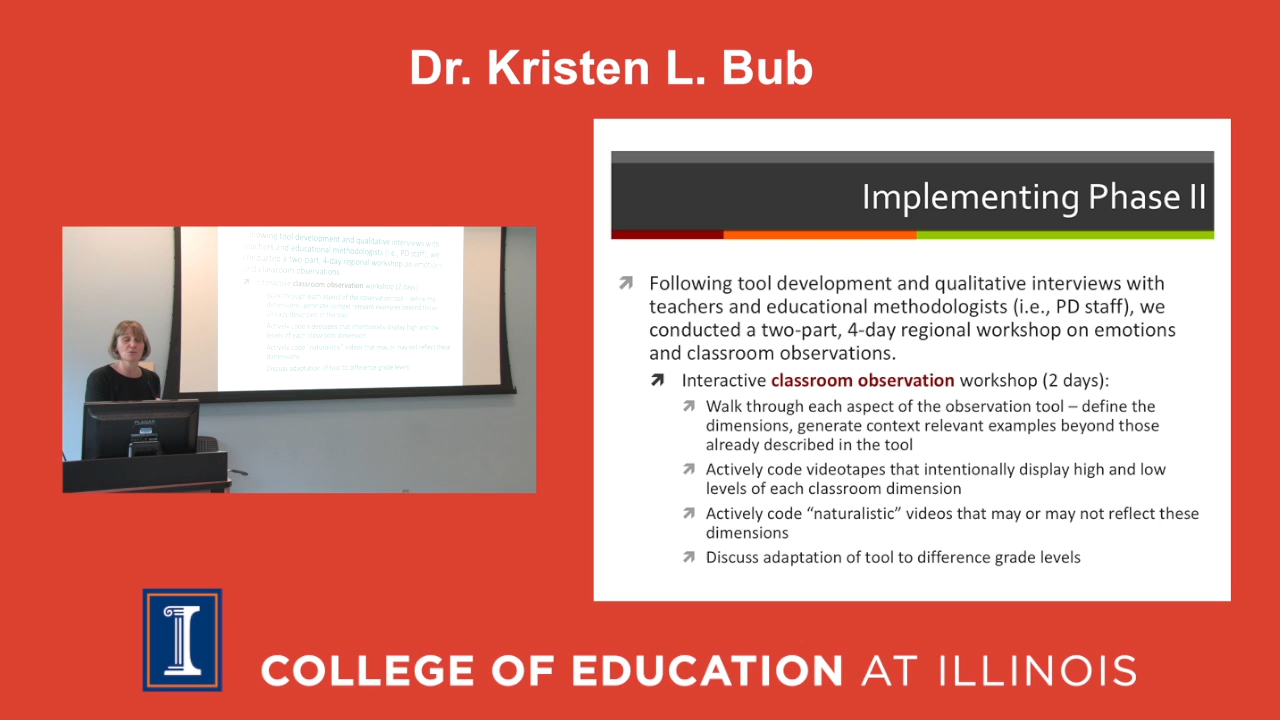 Dr. Kristen L. Bub
Implementing Phase II
Following tool development and qualitative interviews with
teachers and educational methodologists (i.e., PD staff), we
conducted a two-part, 4-day regional workshop on emotions
and classroom observations.
Interactive classroom observation workshop (2 days):
Walk through each aspect of the observation tool – define the
dimensions, generate context relevant examples beyond those
already described in the tool
Actively code videotapes that intentionally display high and low
levels of each classroom dimension
Actively code “naturalistic” videos that may or may not reflect these
dimensions
Discuss adaptation of tool to difference grade levels
COLLEGE OF EDUCATION AT ILLINOIS